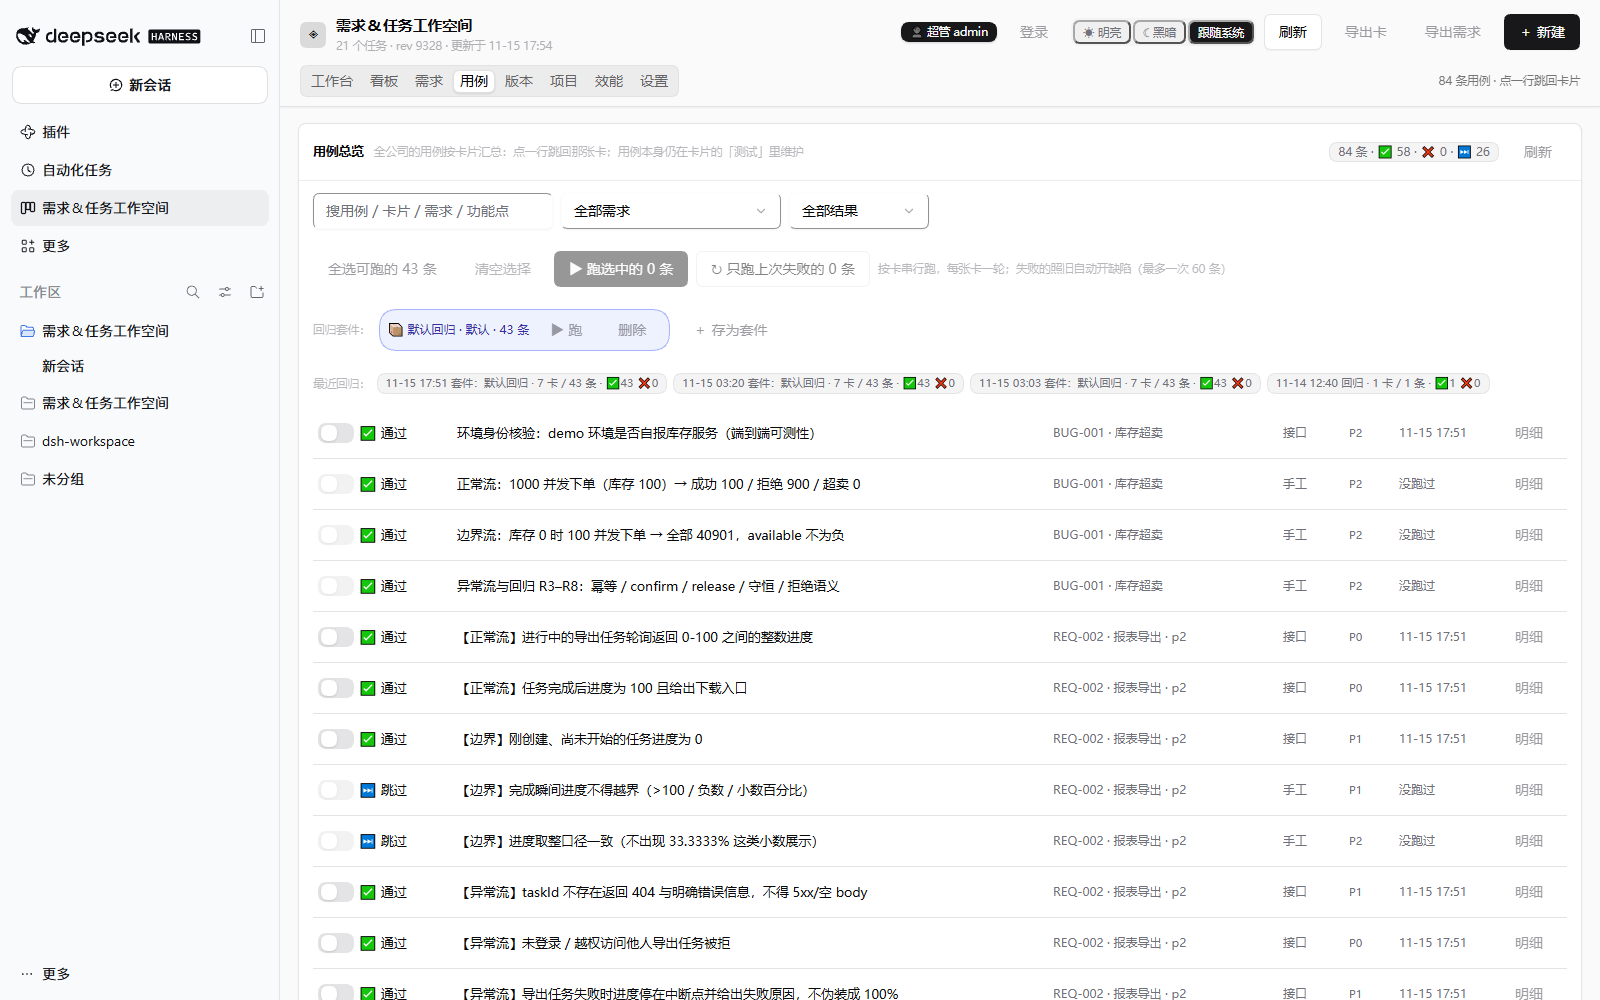 deepseek HARNESS
新会话
插件
自动化任务
需求&任务工作空间
更多
工作区
需求&任务工作空间
新会话
需求&任务工作空间
dsh-workspace
未分组
更多
需求&任务工作空间
21 个任务 · rev 9328 · 更新于 11-15 17:54
超管 admin 登录 明亮 黑暗 跟随系统 刷新 导出卡 导出需求 + 新建
工作台 看板 需求 用例 版本 项目 效能 设置
84 条用例 · 点一行跳回卡片
用例总览 全公司的用例按卡片汇总：点一行跳回那张卡；用例本身仍在卡片的「测试」里维护
84 条 · ✅ 58 · ❌ 0 · ⏭ 26 刷新
搜用例 / 卡片 / 需求 / 功能点 全部需求 全部结果
全选可跑的 43 条 清空选择 ▶ 跑选中的 0 条 ↻ 只跑上次失败的 0 条 按卡串行跑，每张卡一轮；失败的照旧自动开缺陷（最多一次 60 条）
回归套件： 默认回归 · 默认 · 43 条 ▶ 跑 删除 + 存为套件
最近回归： 11-15 17:51 套件：默认回归 · 7 卡 / 43 条 · ✅43 ❌0 11-15 03:20 套件：默认回归 · 7 卡 / 43 条 · ✅43 ❌0 11-15 03:03 套件：默认回归 · 7 卡 / 43 条 · ✅43 ❌0 11-14 12:40 回归 · 1 卡 / 1 条 · ✅1 ❌0
✅ 通过 环境身份核验：demo 环境是否自报库存服务（端到端可测性） BUG-001 · 库存超卖 接口 P2 11-15 17:51 明细
✅ 通过 正常流：1000 并发下单（库存 100）→ 成功 100 / 拒绝 900 / 超卖 0 BUG-001 · 库存超卖 手工 P2 没跑过 明细
✅ 通过 边界流：库存 0 时 100 并发下单 → 全部 40901，available 不为负 BUG-001 · 库存超卖 手工 P2 没跑过 明细
✅ 通过 异常流与回归 R3–R8：幂等 / confirm / release / 守恒 / 拒绝语义 BUG-001 · 库存超卖 手工 P2 没跑过 明细
✅ 通过 【正常流】进行中的导出任务轮询返回 0-100 之间的整数进度 REQ-002 · 报表导出 · p2 接口 P0 11-15 17:51 明细
✅ 通过 【正常流】任务完成后进度为 100 且给出下载入口 REQ-002 · 报表导出 · p2 接口 P0 11-15 17:51 明细
✅ 通过 【边界】刚创建、尚未开始的任务进度为 0 REQ-002 · 报表导出 · p2 接口 P1 11-15 17:51 明细
⏭ 跳过 【边界】完成瞬间进度不得越界（>100 / 负数 / 小数百分比） REQ-002 · 报表导出 · p2 手工 P1 没跑过 明细
⏭ 跳过 【边界】进度取整口径一致（不出现 33.3333% 这类小数展示） REQ-002 · 报表导出 · p2 手工 P2 没跑过 明细
✅ 通过 【异常流】taskId 不存在返回 404 与明确错误信息，不得 5xx/空 body REQ-002 · 报表导出 · p2 接口 P1 11-15 17:51 明细
✅ 通过 【异常流】未登录 / 越权访问他人导出任务被拒 REQ-002 · 报表导出 · p2 接口 P0 11-15 17:51 明细
✅ 通过 【异常流】导出任务失败时进度停在中断点并给出失败原因，不伪装成 100% REQ-002 · 报表导出 · p2 接口 P1 11-15 17:51 明细